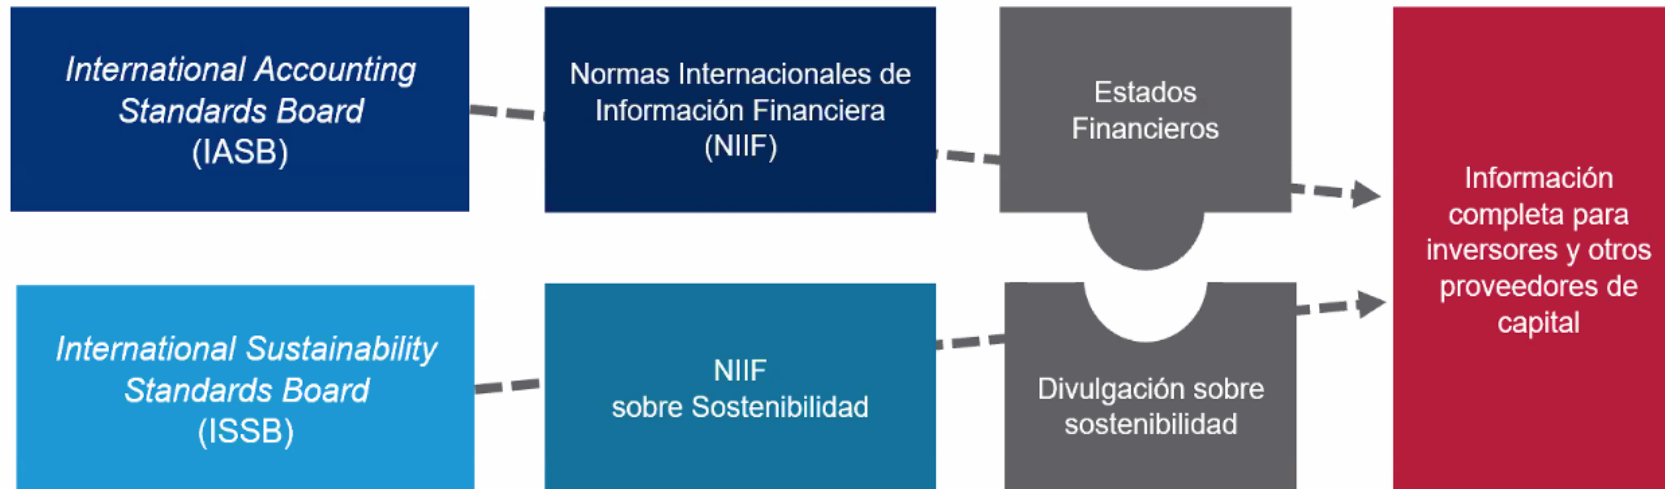 International Accounting
Standards Board
(IASB)
Normas Internacionales de
Información Financiera
(NIIF)
Estados
Financieros
Información
completa para
inversores y otros
proveedores de
capital
International Sustainability
Standards Board
(ISSB)
NIIF
sobre Sostenibilidad
Divulgación sobre
sostenibilidad